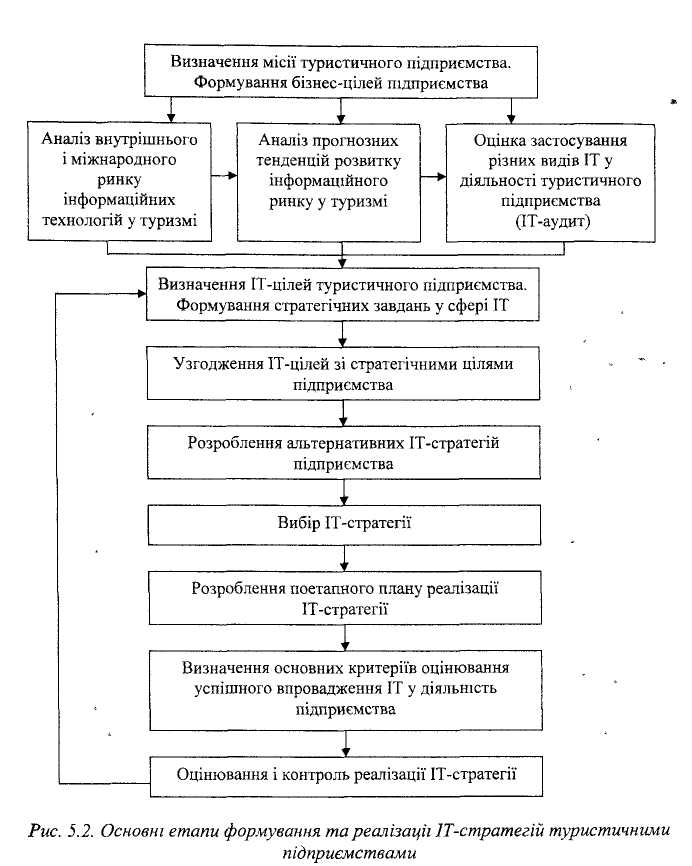 Визначення місії туристичного підприємства.
Формування бізнес-цілей підприємства
Аналіз внутрішнього
і міжнародного
ринку
інформаційних
технологій у туризмі
Аналіз прогнозних
тенденцій розвитку
інформаційного
ринку у туризмі
Оцінка застосування
різних видів ІТ у
діяльності туристичного
підприємства
(ІТ-аудит)
Визначення ІТ-цілей туристичного підприємства.
Формування стратегічних завдань у сфері ІТ
Узгодження ІТ-цілей зі стратегічними цілями
підприємства
Розроблення альтернативних ІТ-стратегій
підприємства
Вибір ІТ-стратегії
Розроблення поетапного плану реалізації
ІТ-стратегії
Визначення основних критеріїв оцінювання
успішного впровадження ІТ у діяльність
підприємства
Оцінювання і контроль реалізації ІТ-стратегії
Рис. 5.2. Основні етапи формування та реалізації ІТ-стратегій туристичними
підприємствами